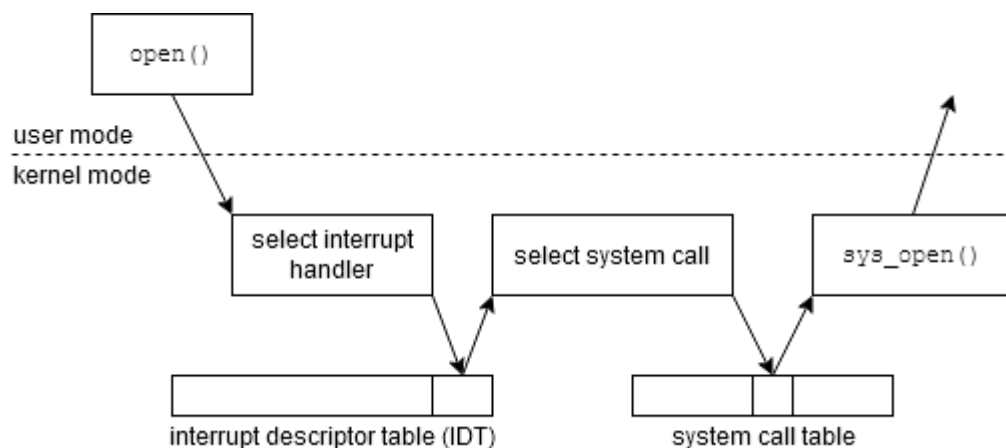 open()
user mode
kernel mode
select interrupt
handler
select system call
sys_open()
interrupt descriptor table (IDT)
system call table